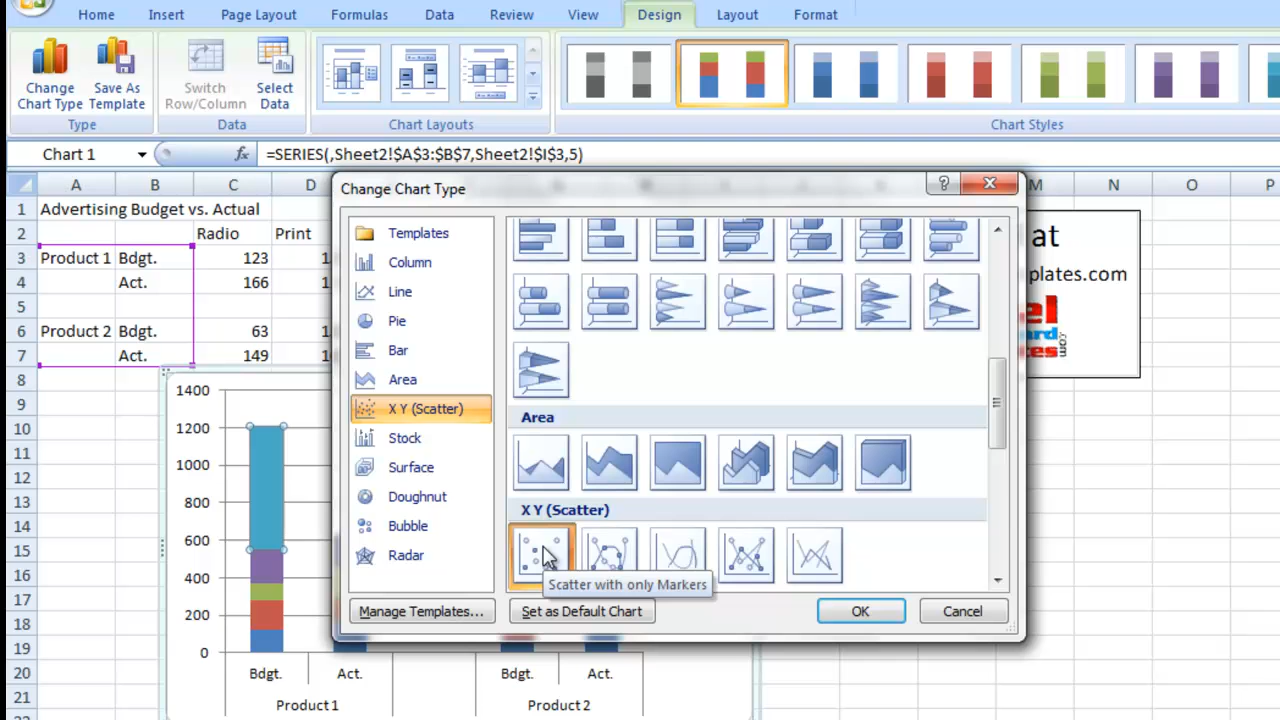 Home Insert Page Layout Formulas Data Review View Design Layout Format
Change Chart Type
Save As Template
Switch Row/Column
Select Data
Type Data Chart Layouts Chart Styles
Chart 1 fx =SERIES(,Sheet2!$A$3:$B$7,Sheet2!$I$3,5)
Change Chart Type
A B C D M N O P
1 Advertising Budget vs. Actual
2 Radio Print
3 Product 1 Bdgt. 123
4 Act. 166
5
6 Product 2 Bdgt. 63
7 Act. 149
8
9
10
11
12
13
14
15
16
17
18
19
20
21
at
plates.com
el
ard
es
.com
Templates
Column
Line
Pie
Bar
Area
X Y (Scatter)
Stock
Surface
Doughnut
Bubble
Radar
Area
X Y (Scatter)
Scatter with only Markers
Manage Templates...
Set as Default Chart
OK
Cancel
1400
1200
1000
800
600
400
200
0
Bdgt. Act. Bdgt. Act.
Product 1 Product 2